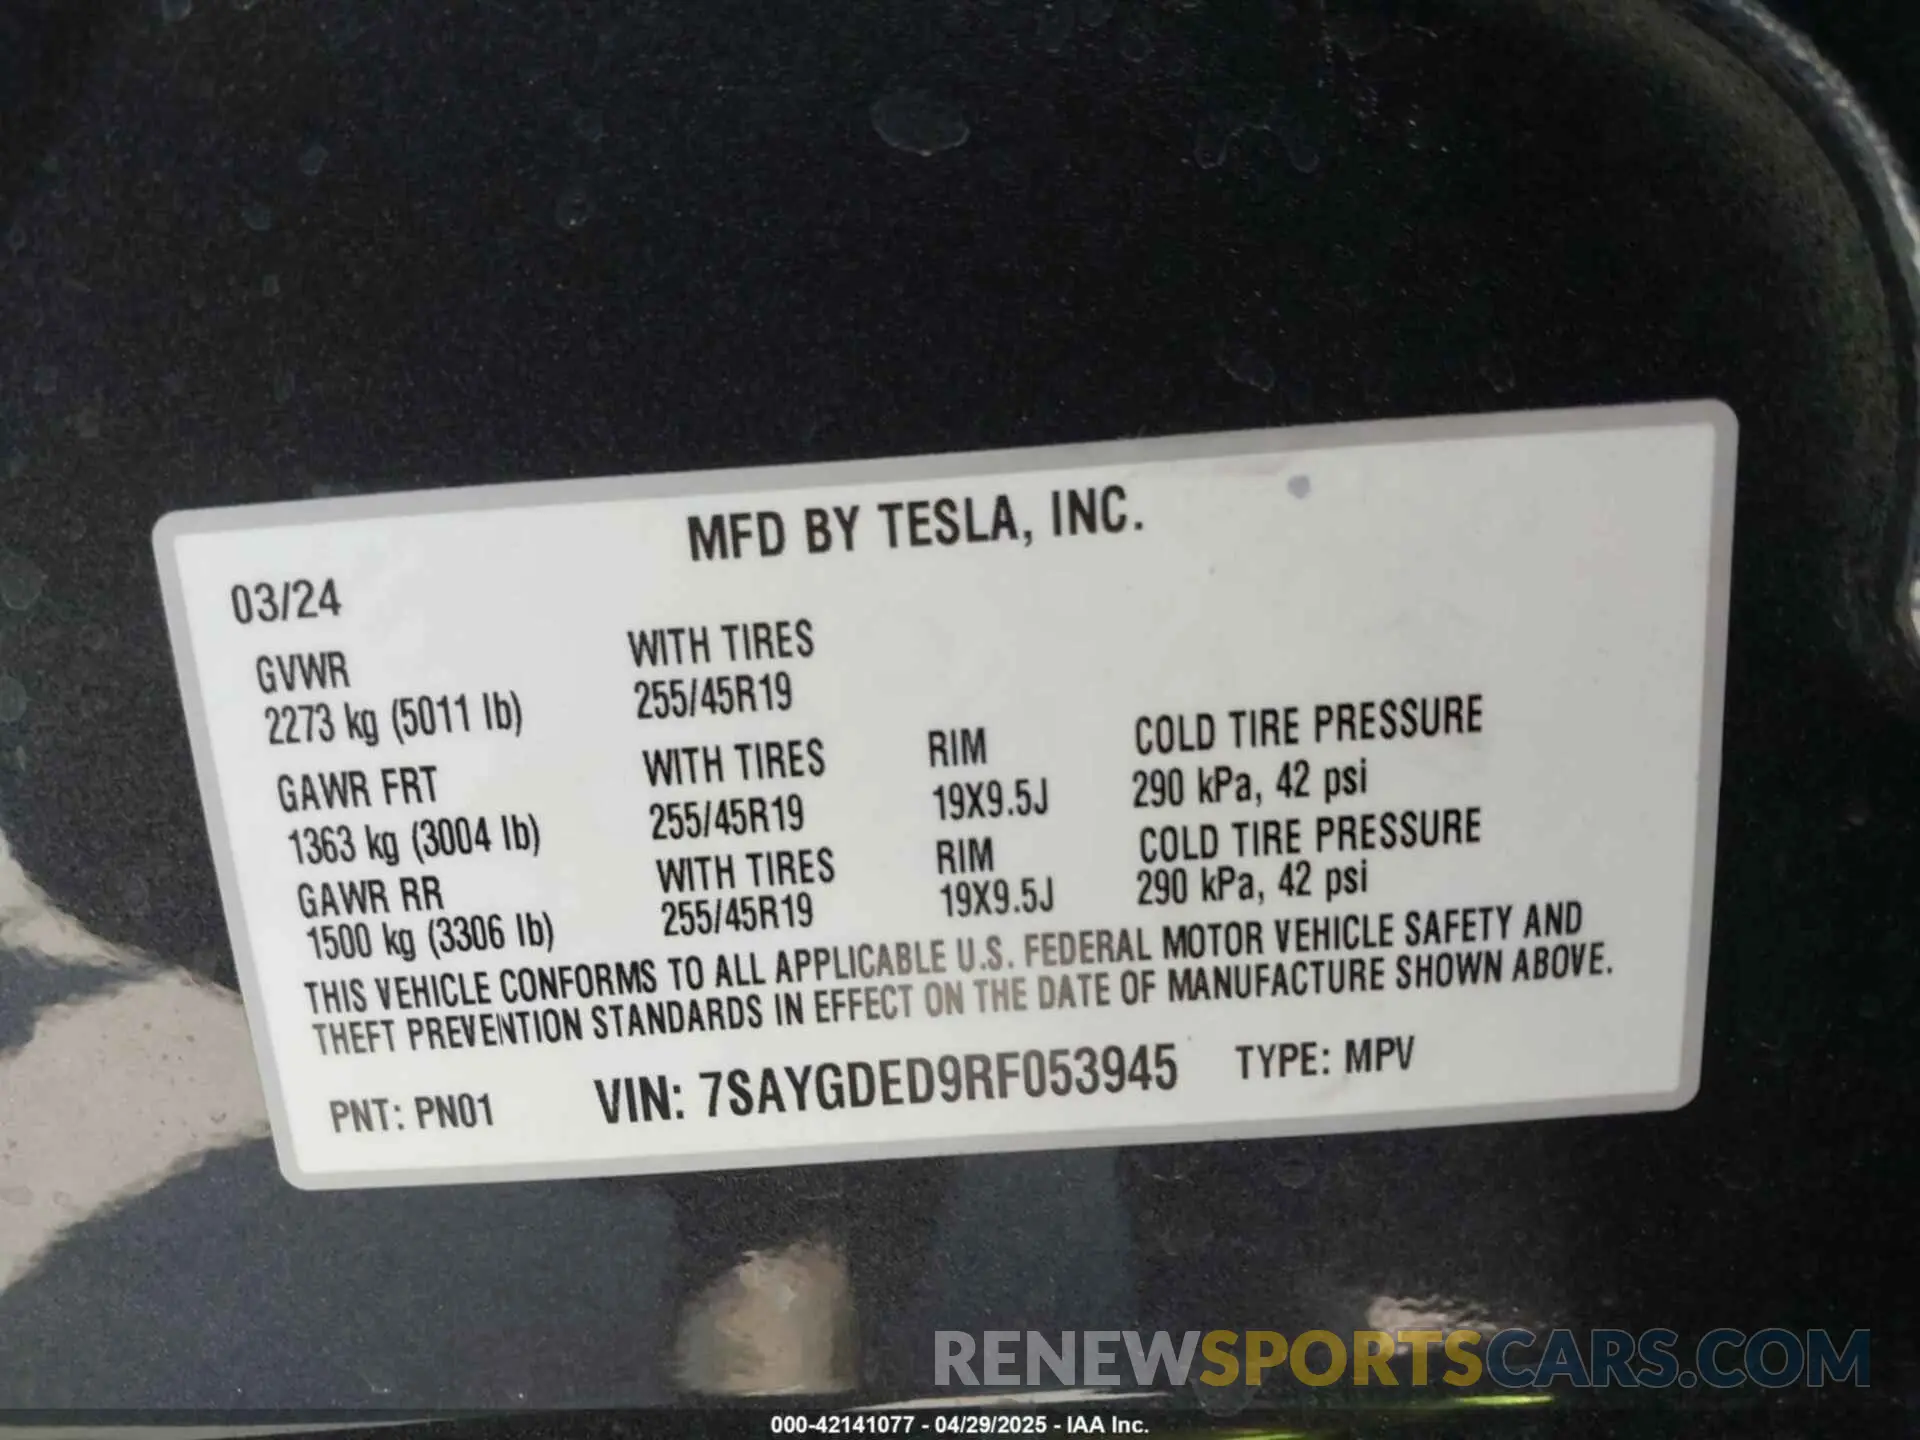 MFD BY TESLA, INC.
03/24
GVWR WITH TIRES
2273 kg (5011 lb) 255/45R19
GAWR FRT WITH TIRES RIM COLD TIRE PRESSURE
1363 kg (3004 lb) 255/45R19 19X9.5J 290 kPa, 42 psi
GAWR RR WITH TIRES RIM COLD TIRE PRESSURE
1500 kg (3306 lb) 255/45R19 19X9.5J 290 kPa, 42 psi
THIS VEHICLE CONFORMS TO ALL APPLICABLE U.S. FEDERAL MOTOR VEHICLE SAFETY AND
THEFT PREVENTION STANDARDS IN EFFECT ON THE DATE OF MANUFACTURE SHOWN ABOVE.
PNT: PN01 VIN: 7SAYGDED9RF053945 TYPE: MPV
RENEWSPORTSCARS.COM
000-42141077 - 04/29/2025 - IAA Inc.